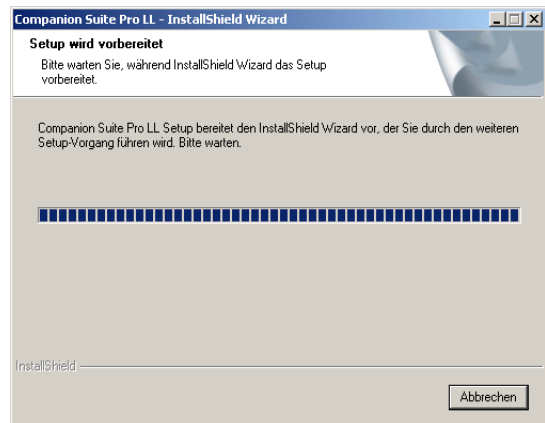 Companion Suite Pro LL - InstallShield Wizard
Setup wird vorbereitet
Bitte warten Sie, während InstallShield Wizard das Setup
vorbereitet.
Companion Suite Pro LL Setup bereitet den InstallShield Wizard vor, der Sie durch den weiteren
Setup-Vorgang führen wird. Bitte warten.
InstallShield
Abbrechen